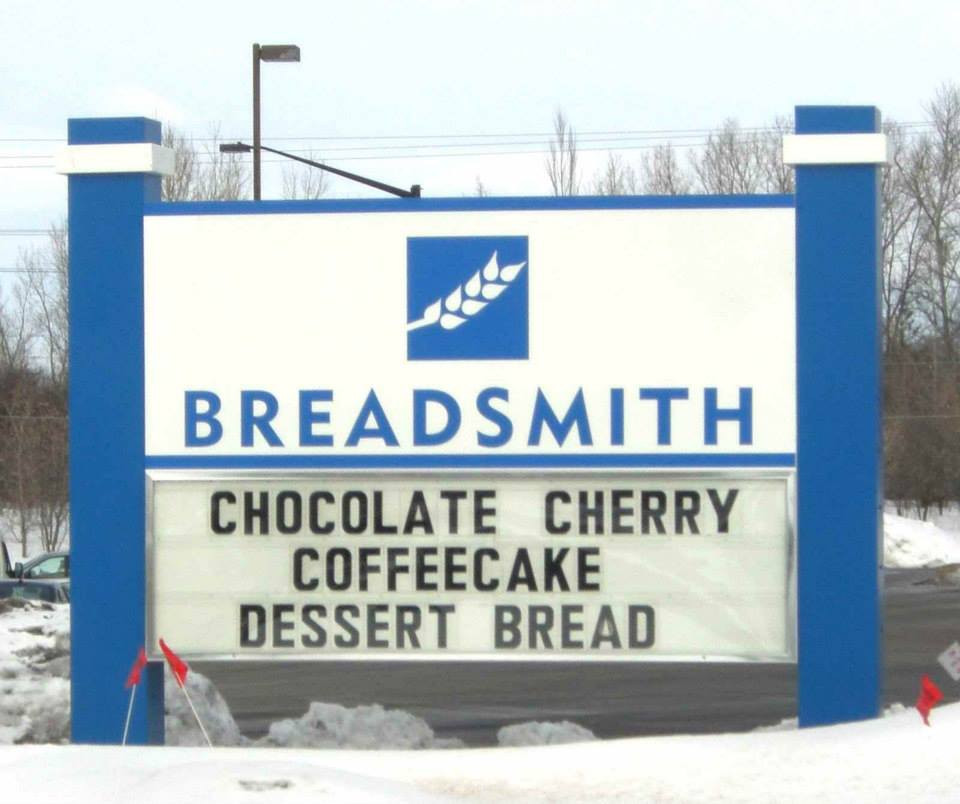 BREADSMITH
CHOCOLATE CHERRY
COFFEECAKE
DESSERT BREAD